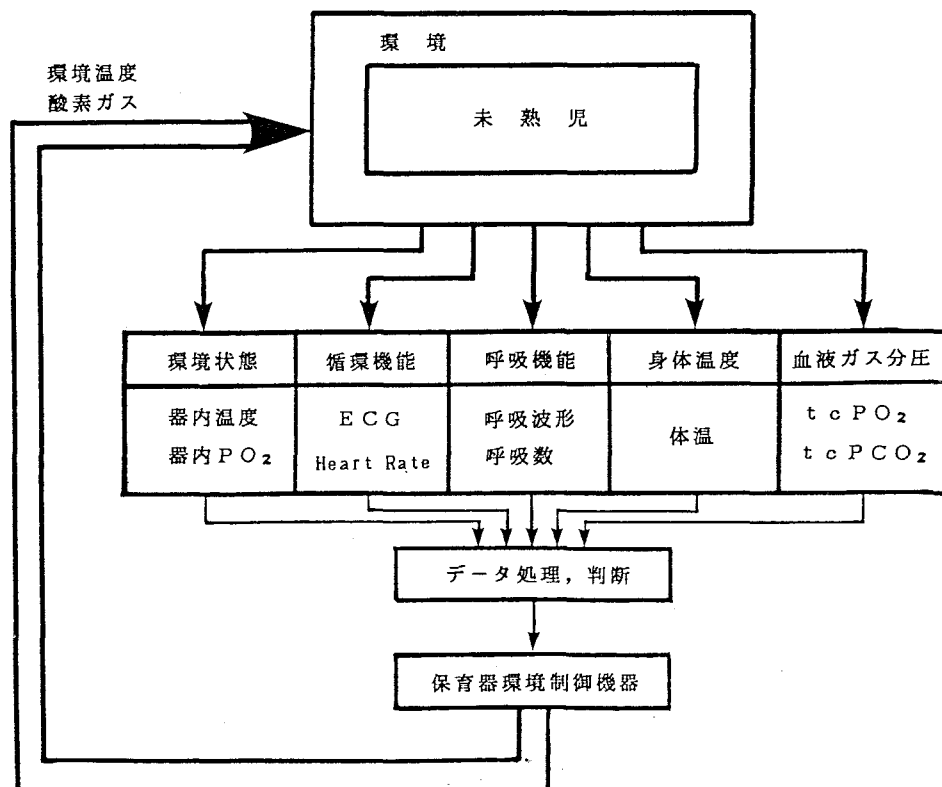 環境
環境温度
酸素ガス
未熟児
環境状態
循環機能
呼吸機能
身体温度
血液ガス分圧
器内温度
器内PO₂
ECG
Heart Rate
呼吸波形
呼吸数
体温
tcPO₂
tcPCO₂
データ処理，判断
保育器環境制御機器